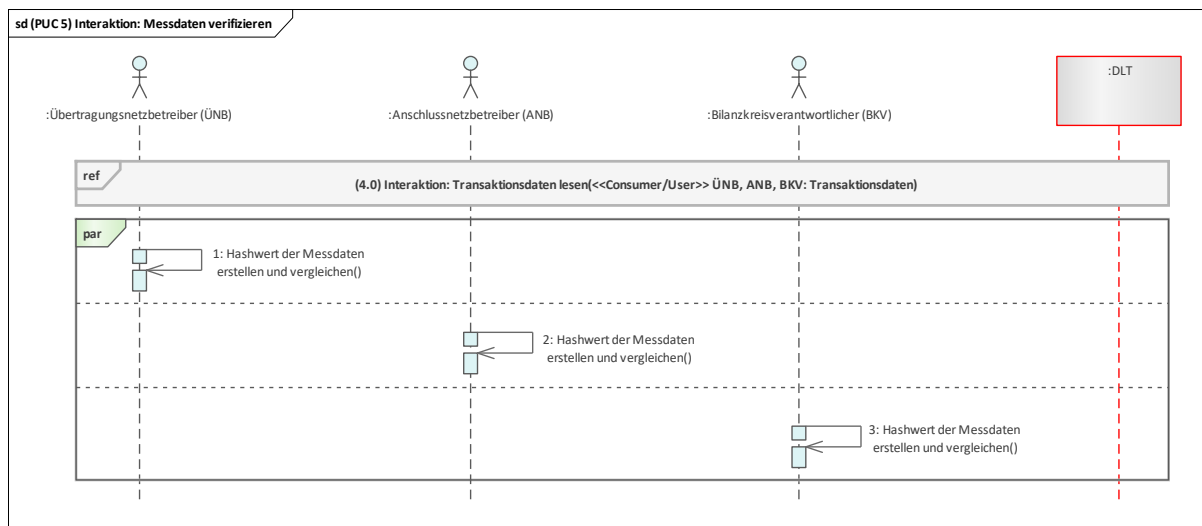 sd (PUC 5) Interaktion: Messdaten verifizieren
:Übertragungsnetzbetreiber (ÜNB)
:Anschlussnetzbetreiber (ANB)
:Bilanzkreisverantwortlicher (BKV)
:DLT
ref
(4.0) Interaktion: Transaktionsdaten lesen(<<Consumer/User>> ÜNB, ANB, BKV: Transaktionsdaten)
par
1: Hashwert der Messdaten
erstellen und vergleichen()
2: Hashwert der Messdaten
erstellen und vergleichen()
3: Hashwert der Messdaten
erstellen und vergleichen()